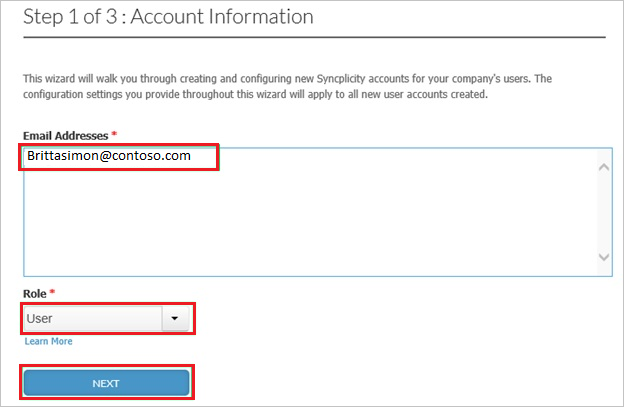 Step 1 of 3 : Account Information
This wizard will walk you through creating and configuring new Syncplicity accounts for your company's users. The
configuration settings you provide throughout this wizard will apply to all new user accounts created.
Email Addresses *
Brittasimon@contoso.com
Role *
User
Learn More
NEXT